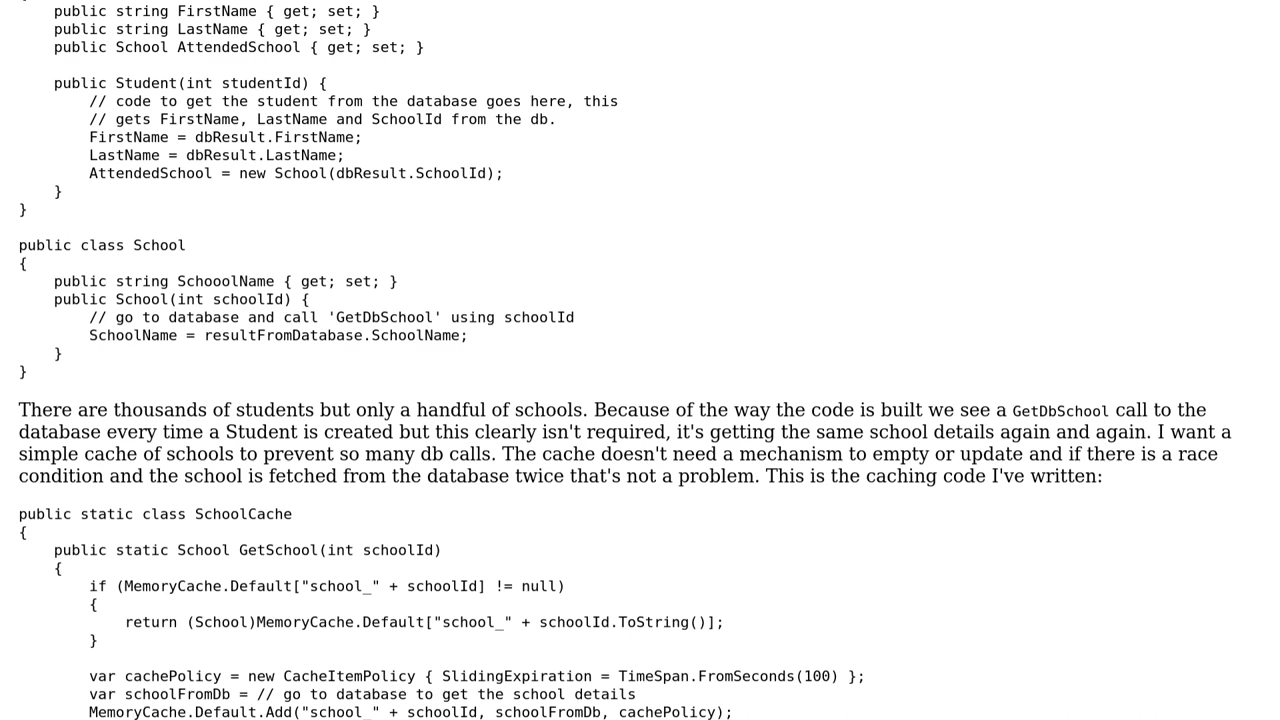 public string FirstName { get; set; }
    public string LastName { get; set; }
    public School AttendedSchool { get; set; }

    public Student(int studentId) {
        // code to get the student from the database goes here, this
        // gets FirstName, LastName and SchoolId from the db.
        FirstName = dbResult.FirstName;
        LastName = dbResult.LastName;
        AttendedSchool = new School(dbResult.SchoolId);
    }
}

public class School
{
    public string SchooolName { get; set; }
    public School(int schoolId) {
        // go to database and call 'GetDbSchool' using schoolId
        SchoolName = resultFromDatabase.SchoolName;
    }
}

There are thousands of students but only a handful of schools. Because of the way the code is built we see a GetDbSchool call to the
database every time a Student is created but this clearly isn't required, it's getting the same school details again and again. I want a
simple cache of schools to prevent so many db calls. The cache doesn't need a mechanism to empty or update and if there is a race
condition and the school is fetched from the database twice that's not a problem. This is the caching code I've written:

public static class SchoolCache
{
    public static School GetSchool(int schoolId)
    {
        if (MemoryCache.Default["school_" + schoolId] != null)
        {
            return (School)MemoryCache.Default["school_" + schoolId.ToString()];
        }

        var cachePolicy = new CacheItemPolicy { SlidingExpiration = TimeSpan.FromSeconds(100) };
        var schoolFromDb = // go to database to get the school details
        MemoryCache.Default.Add("school_" + schoolId, schoolFromDb, cachePolicy);